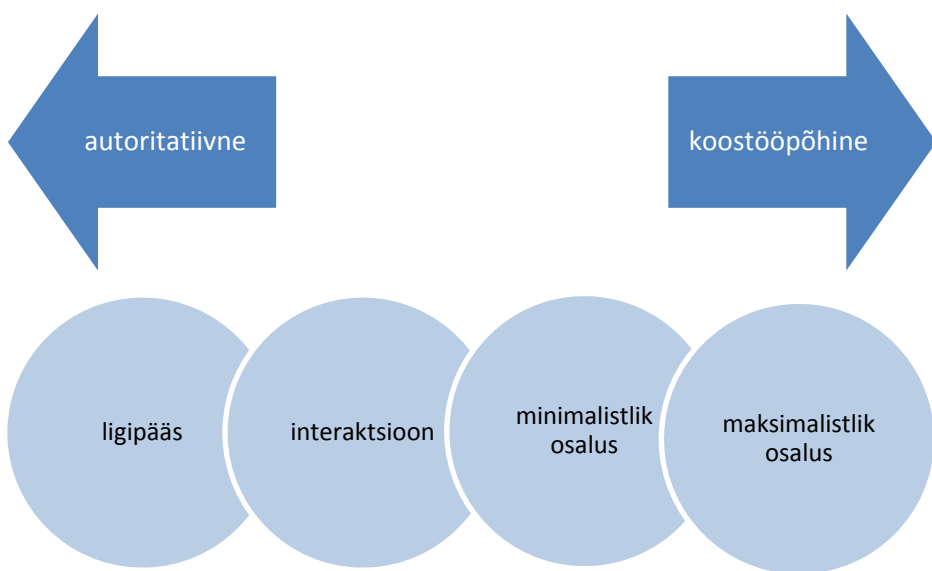 autoritatiivne
koostööpõhine
ligipääs
interaktsioon
minimalistlik
osalus
maksimalistlik
osalus